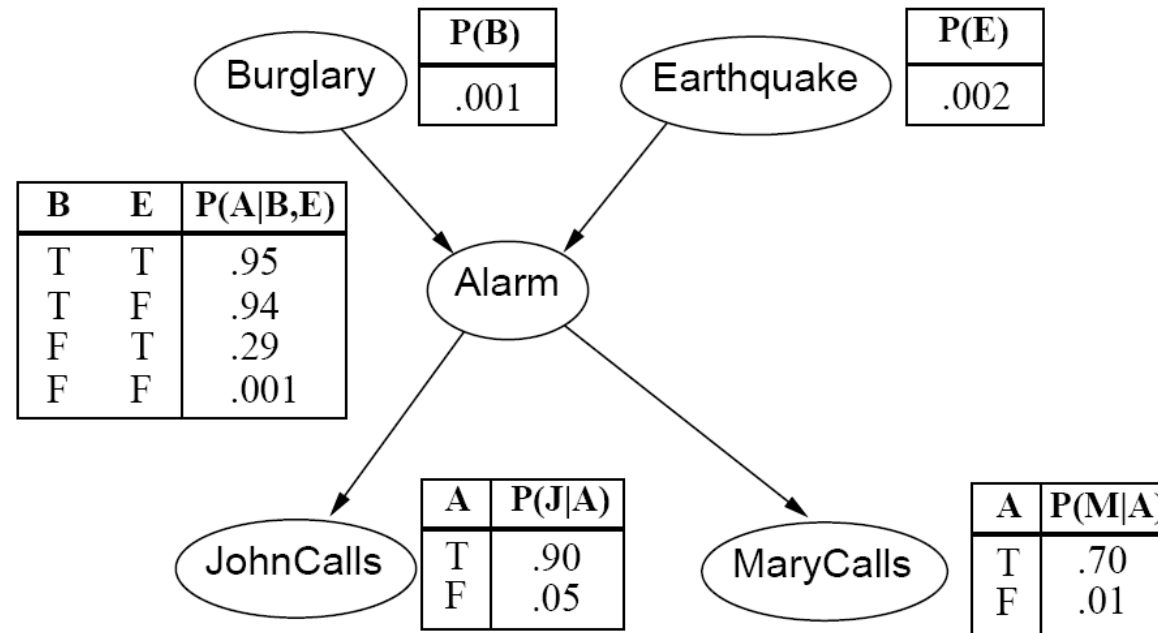 P(B)
Burglary
.001
P(E)
Earthquake
.002
B E P(A|B,E)
T T .95
T F .94
F T .29
F F .001
Alarm
JohnCalls
A P(J|A)
T .90
F .05
MaryCalls
A P(M|A)
T .70
F .01